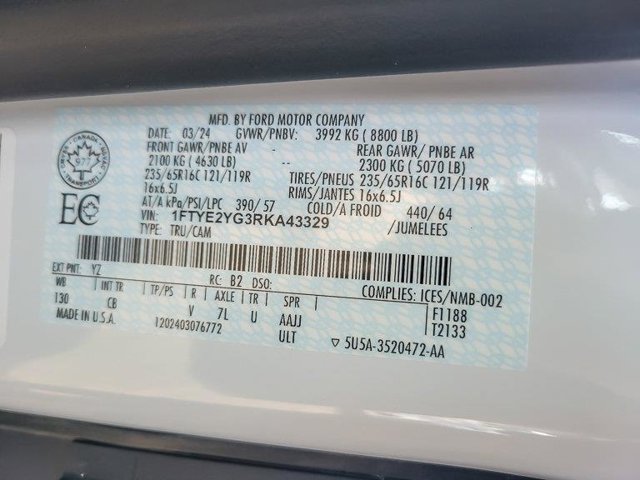 MFD. BY FORD MOTOR COMPANY
DATE: 03/24 GVWR/PNBV: 3992 KG ( 8800 LB)
FRONT GAWR/PNBE AV REAR GAWR/ PNBE AR
2100 KG ( 4630 LB) -- 2300 KG ( 5070 LB)
235/65R16C 121/119R TIRES/PNEUS 235/65R16C 121/119R
16x6.5J RIMS/JANTES 16x6.5J
AT/A kPa/PSI/LPC 390/ 57 COLD/A FROID 440/ 64
VIN: 1FTYE2YG3RKA43329 /JUMELEES
TYPE: TRU/CAM
CANADA
977
TRANSPORT
EC
EXT PNT: YZ RC: B2 DSO: COMPLIES: ICES/NMB-002
WB INT TR TP/PS R AXLE TR SPR F1188
130 CB V 7L U AAJJ T2133
MADE IN U.S.A. 1202403076772 ULT ▽ 5U5A-3520472-AA